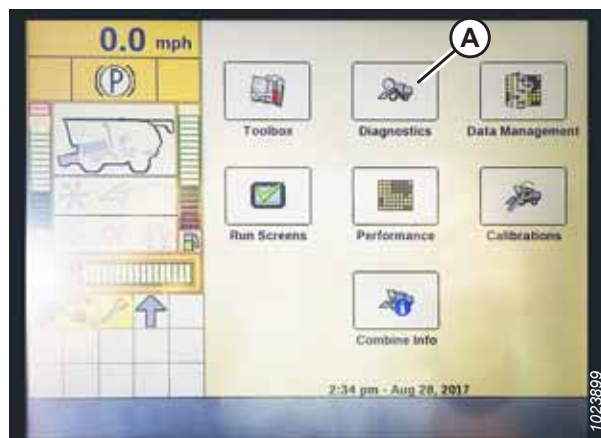 0.0 mph
A
(P)
Toolbox
Diagnostics
Data Management
Run Screens
Performance
Calibrations
Combine Info
2:34 pm - Aug 28, 2017
1023899